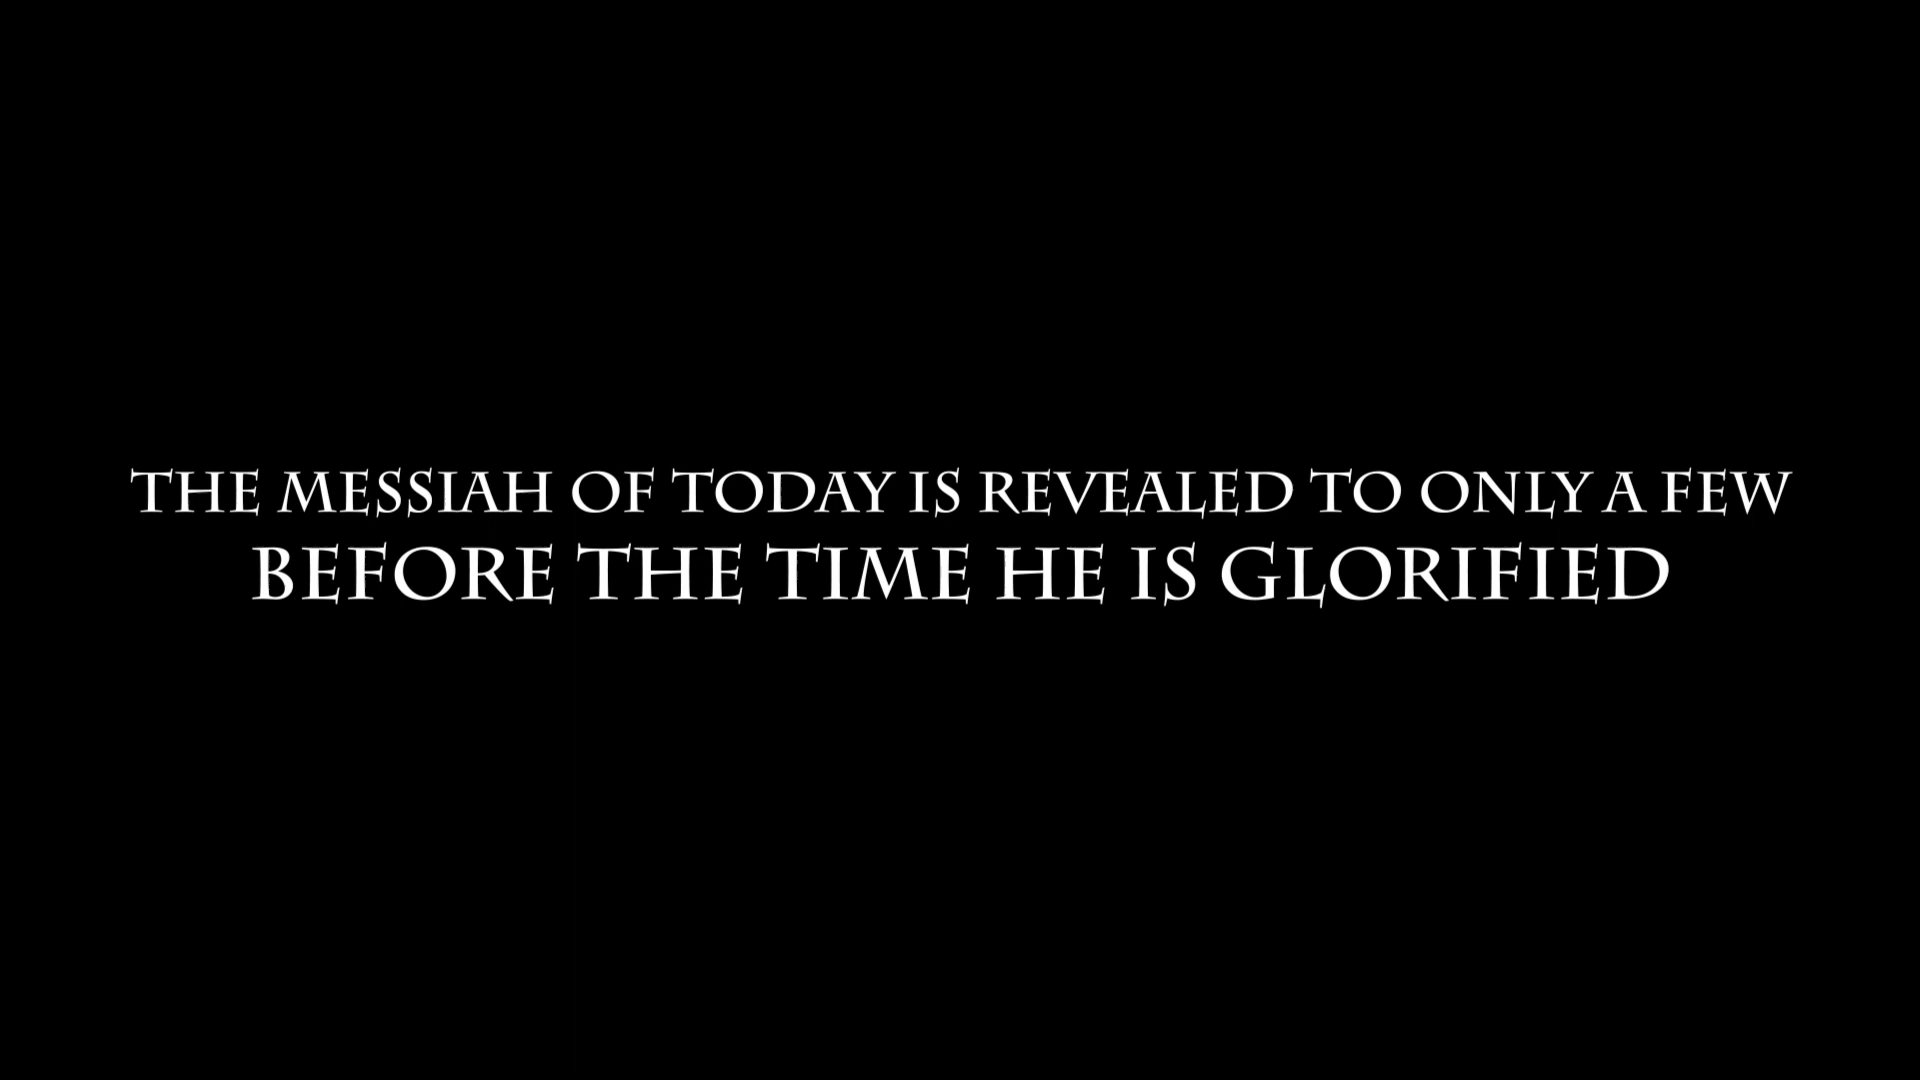 THE MESSIAH OF TODAY IS REVEALED TO ONLY A FEW
BEFORE THE TIME HE IS GLORIFIED